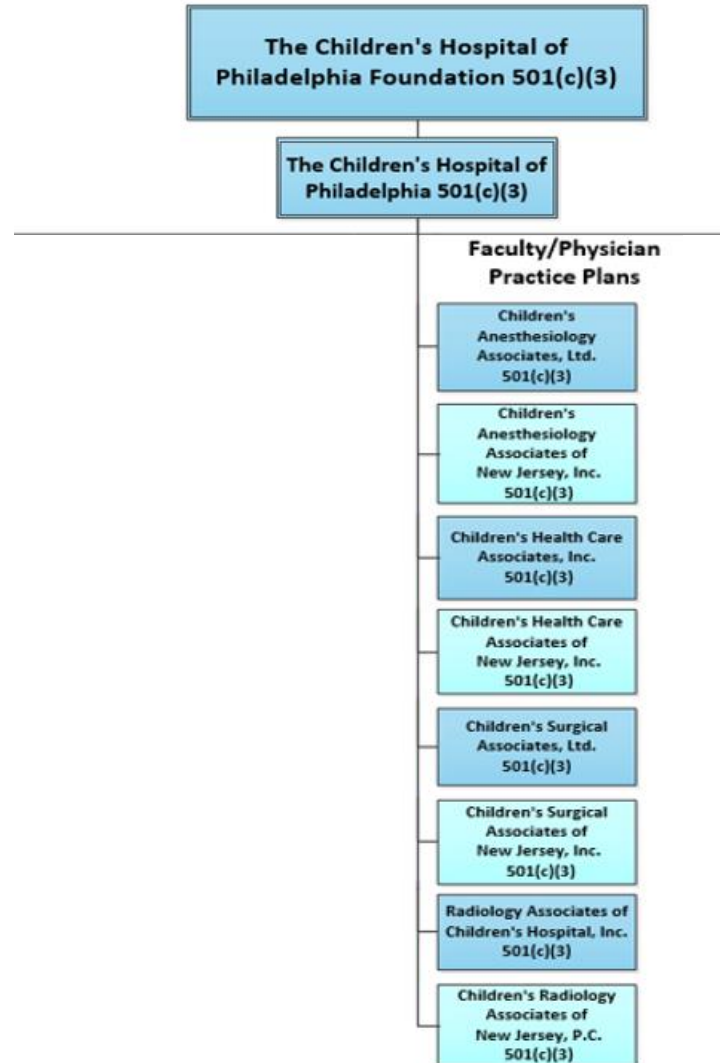 The Children's Hospital of
Philadelphia Foundation 501(c)(3)
The Children's Hospital of
Philadelphia 501(c)(3)
Faculty/Physician
Practice Plans
Children's
Anesthesiology
Associates, Ltd.
501(c)(3)
Children's
Anesthesiology
Associates of
New Jersey, Inc.
501(c)(3)
Children's Health Care
Associates, Inc.
501(c)(3)
Children's Health Care
Associates of
New Jersey, Inc.
501(c)(3)
Children's Surgical
Associates, Ltd.
501(c)(3)
Children's Surgical
Associates of
New Jersey, Inc.
501(c)(3)
Radiology Associates of
Children's Hospital, Inc.
501(c)(3)
Children's Radiology
Associates of
New Jersey, P.C.
501(c)(3)